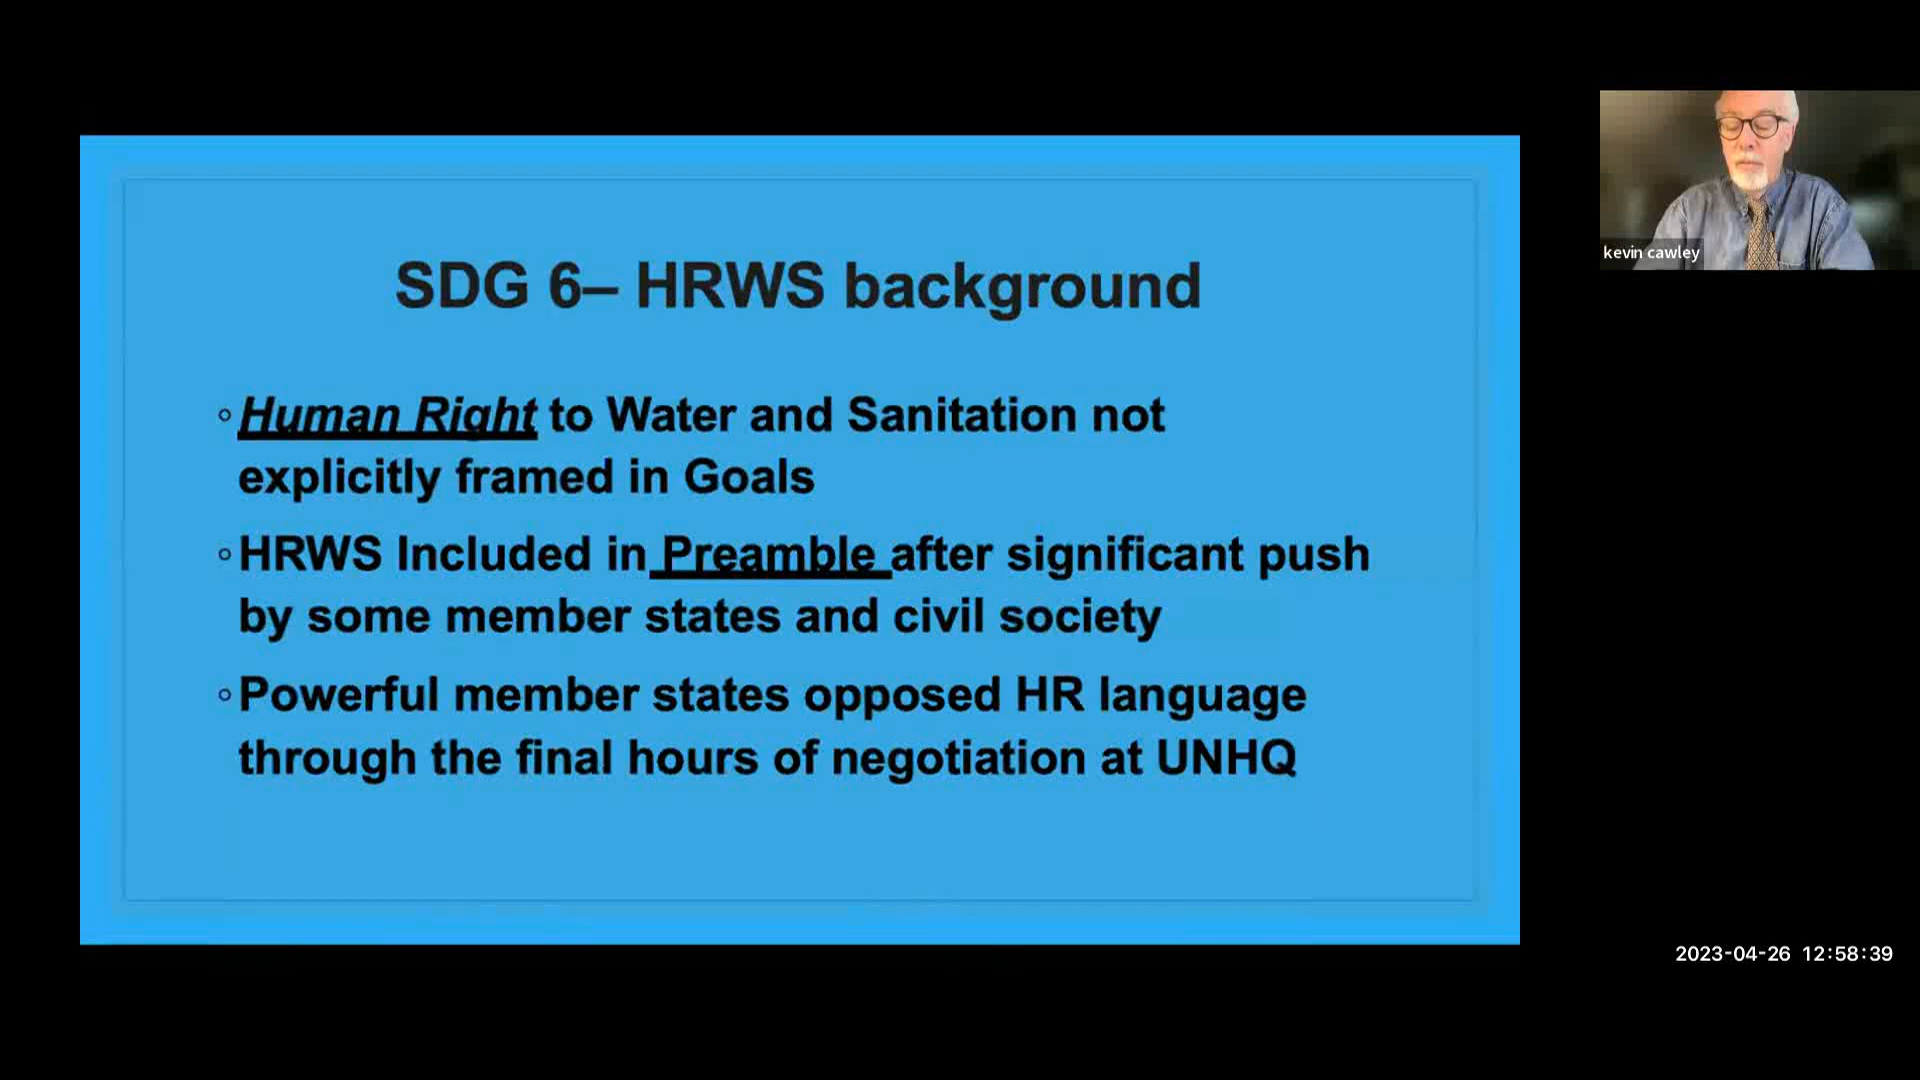 SDG 6– HRWS background
◦Human Right to Water and Sanitation not
explicitly framed in Goals
◦HRWS Included in Preamble after significant push
by some member states and civil society
◦Powerful member states opposed HR language
through the final hours of negotiation at UNHQ
kevin cawley
2023-04-26 12:58:39